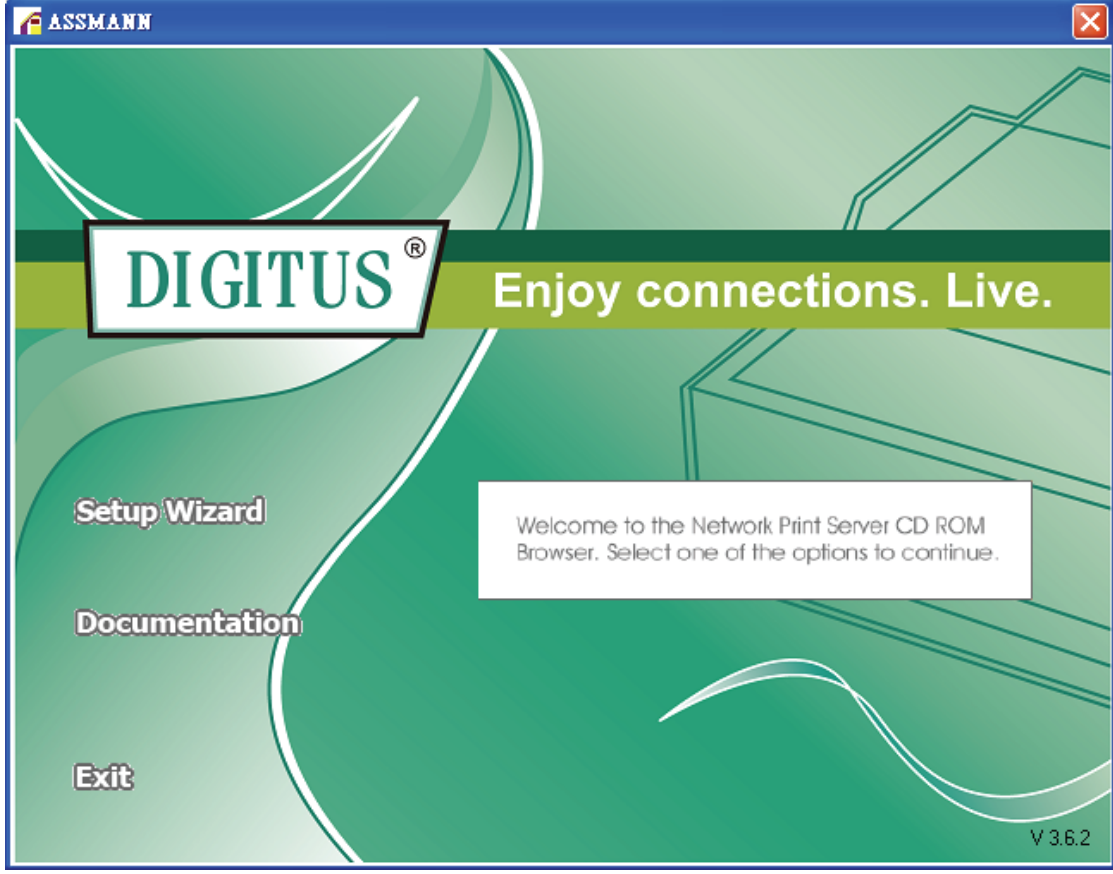 ASSMANN
DIGITUS®
Enjoy connections. Live.
Setup Wizard
Welcome to the Network Print Server CD ROM
Browser. Select one of the options to continue.
Documentation
Exit
V 3.6.2